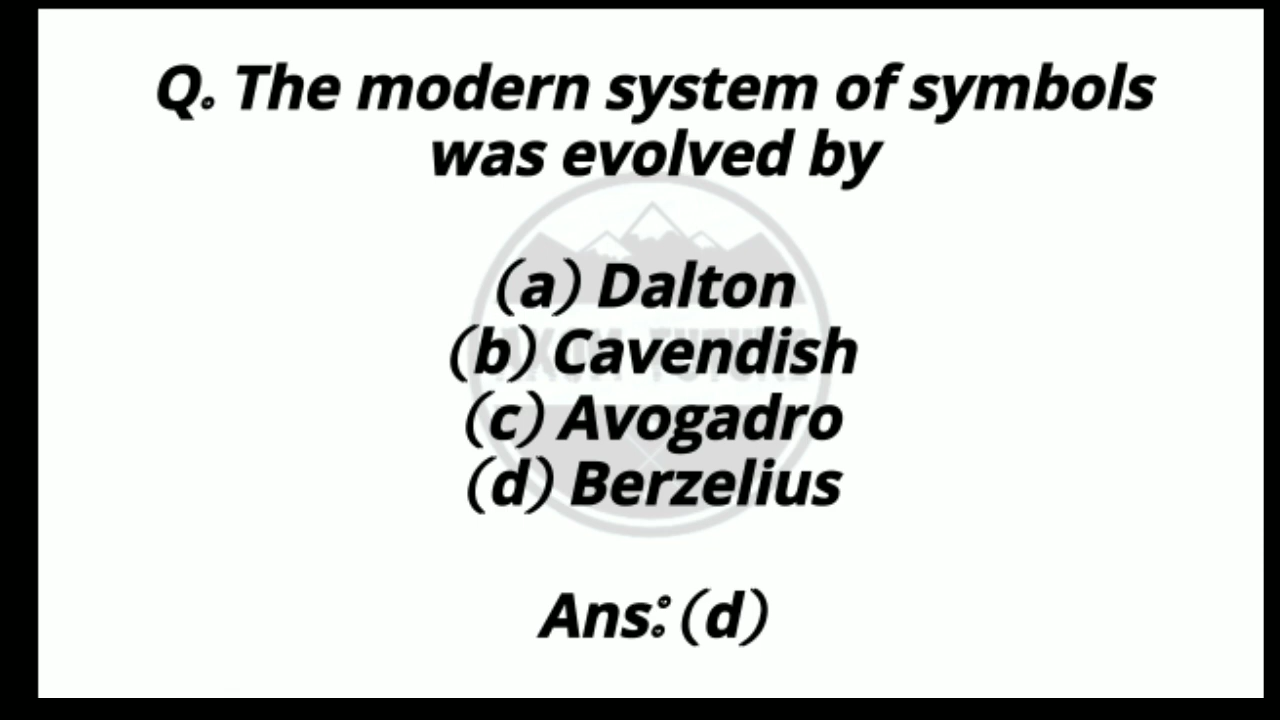 Q. The modern system of symbols
was evolved by
(a) Dalton
(b) Cavendish
(c) Avogadro
(d) Berzelius
Ans: (d)